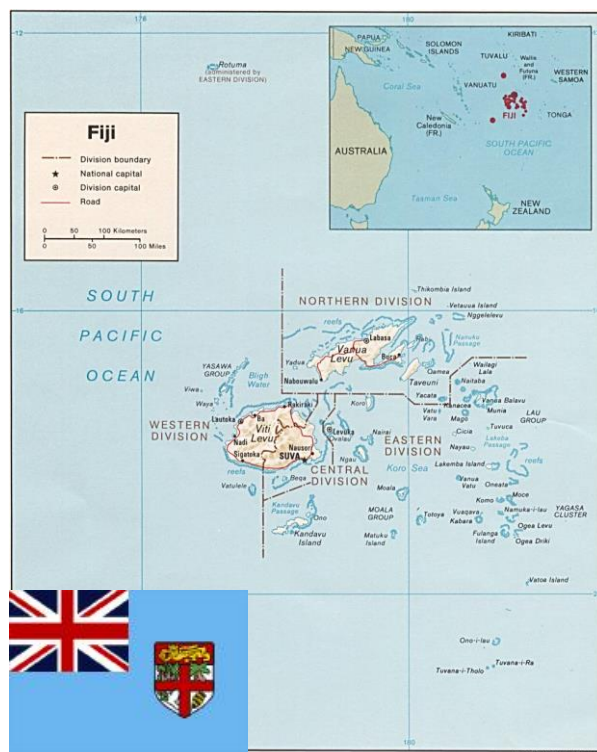 178
180
12
Rotuma
(administered by
EASTERN DIVISION)
PAPUA
NEW GUINEA
SOLOMON
ISLANDS
KIRIBATI
TUVALU
Wallis
and
Futuna
(FR.)
WESTERN
SAMOA
Coral Sea
VANUATU
FIJI
TONGA
New
Caledonia
(FR.)
AUSTRALIA
SOUTH PACIFIC
OCEAN
Tasman Sea
NEW
ZEALAND
Fiji
Division boundary
National capital
Division capital
Road
0 50 100 Kilometers
0 50 100 Miles
SOUTH
PACIFIC
OCEAN
16
Thikombia Island
NORTHERN DIVISION
Vetauua Island
Nggelelevu
reefs
Labasa
Vanua
Levu
Rabi
Nanuku
Passage
Buca
Yadua
Nabouwalu
Qamea
Taveuni
Wailagi
Lala
YASAWA
GROUP
Bligh
Water
Viwa
Waya
Yacata
Naitaba
Kanacea
Vanua Balavu
Vatu
Vara
Mago
Munia
LAU
GROUP
Koro
Rakiraki
Lautoka
Ba
WESTERN
DIVISION
Viti
Levu
Levuka
Ovalau
Nairai
Cicia
Tuvuca
EASTERN
DIVISION
Lakeba
Passage
Nadi
Nausori
Sigatoka
SUVA
Ngau
Nayau
reefs
CENTRAL
DIVISION
Koro Sea
Lakemba Island
reefs
Beqa
Vatulele
Vanua
Vatu
Oneata
Moala
Kandavu
Passage
Ono
MOALA
GROUP
Komo
Moce
Namuka-i-lau
YAGASA
CLUSTER
Totoya
Vuaqava
Kabara
Kandavu
Island
Matuku
Island
Fulanga
Island
Ogea Levu
Ogea Driki
Vatoa Island
Ono-i-lau
Tuvana-i-Ra
Tuvana-i-Tholo
180